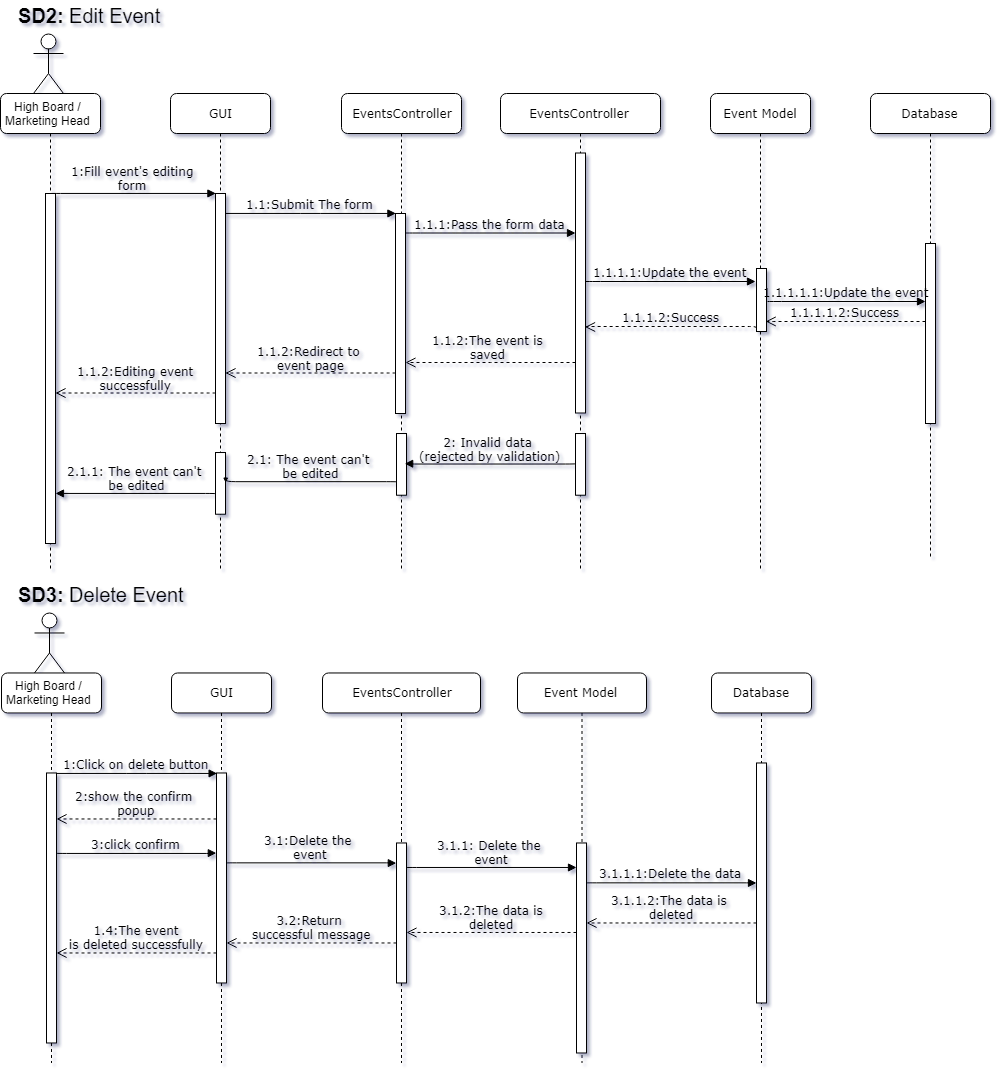 SD2: Edit Event
High Board /
Marketing Head
GUI
EventsController
EventsController
Event Model
Database
1:Fill event's editing
form
1.1:Submit The form
1.1.1:Pass the form data
1.1.1.1:Update the event
1.1.1.1.1:Update the event
1.1.1.1.2:Success
1.1.1.2:Success
1.1.2:The event is
saved
1.1.2:Redirect to
event page
1.1.2:Editing event
successfully
2: Invalid data
(rejected by validation)
2.1: The event can't
be edited
2.1.1: The event can't
be edited
SD3: Delete Event
High Board /
Marketing Head
GUI
EventsController
Event Model
Database
1:Click on delete button
2:show the confirm
popup
3:click confirm
3.1:Delete the
event
3.1.1: Delete the
event
3.1.1.1:Delete the data
3.1.1.2:The data is
deleted
3.1.2:The data is
deleted
3.2:Return
successful message
1.4:The event
is deleted successfully